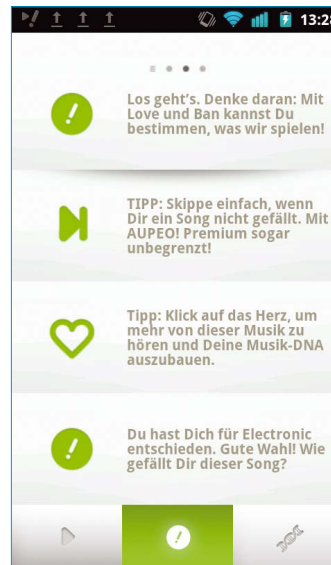 13:28
Los geht's. Denke daran: Mit
Love und Ban kannst Du
bestimmen, was wir spielen!
TIPP: Skippe einfach, wenn
Dir ein Song nicht gefällt. Mit
AUPEO! Premium sogar
unbegrenzt!
Tipp: Klick auf das Herz, um
mehr von dieser Musik zu
hören und Deine Musik-DNA
auszubauen.
Du hast Dich für Electronic
entschieden. Gute Wahl! Wie
gefällt Dir dieser Song?